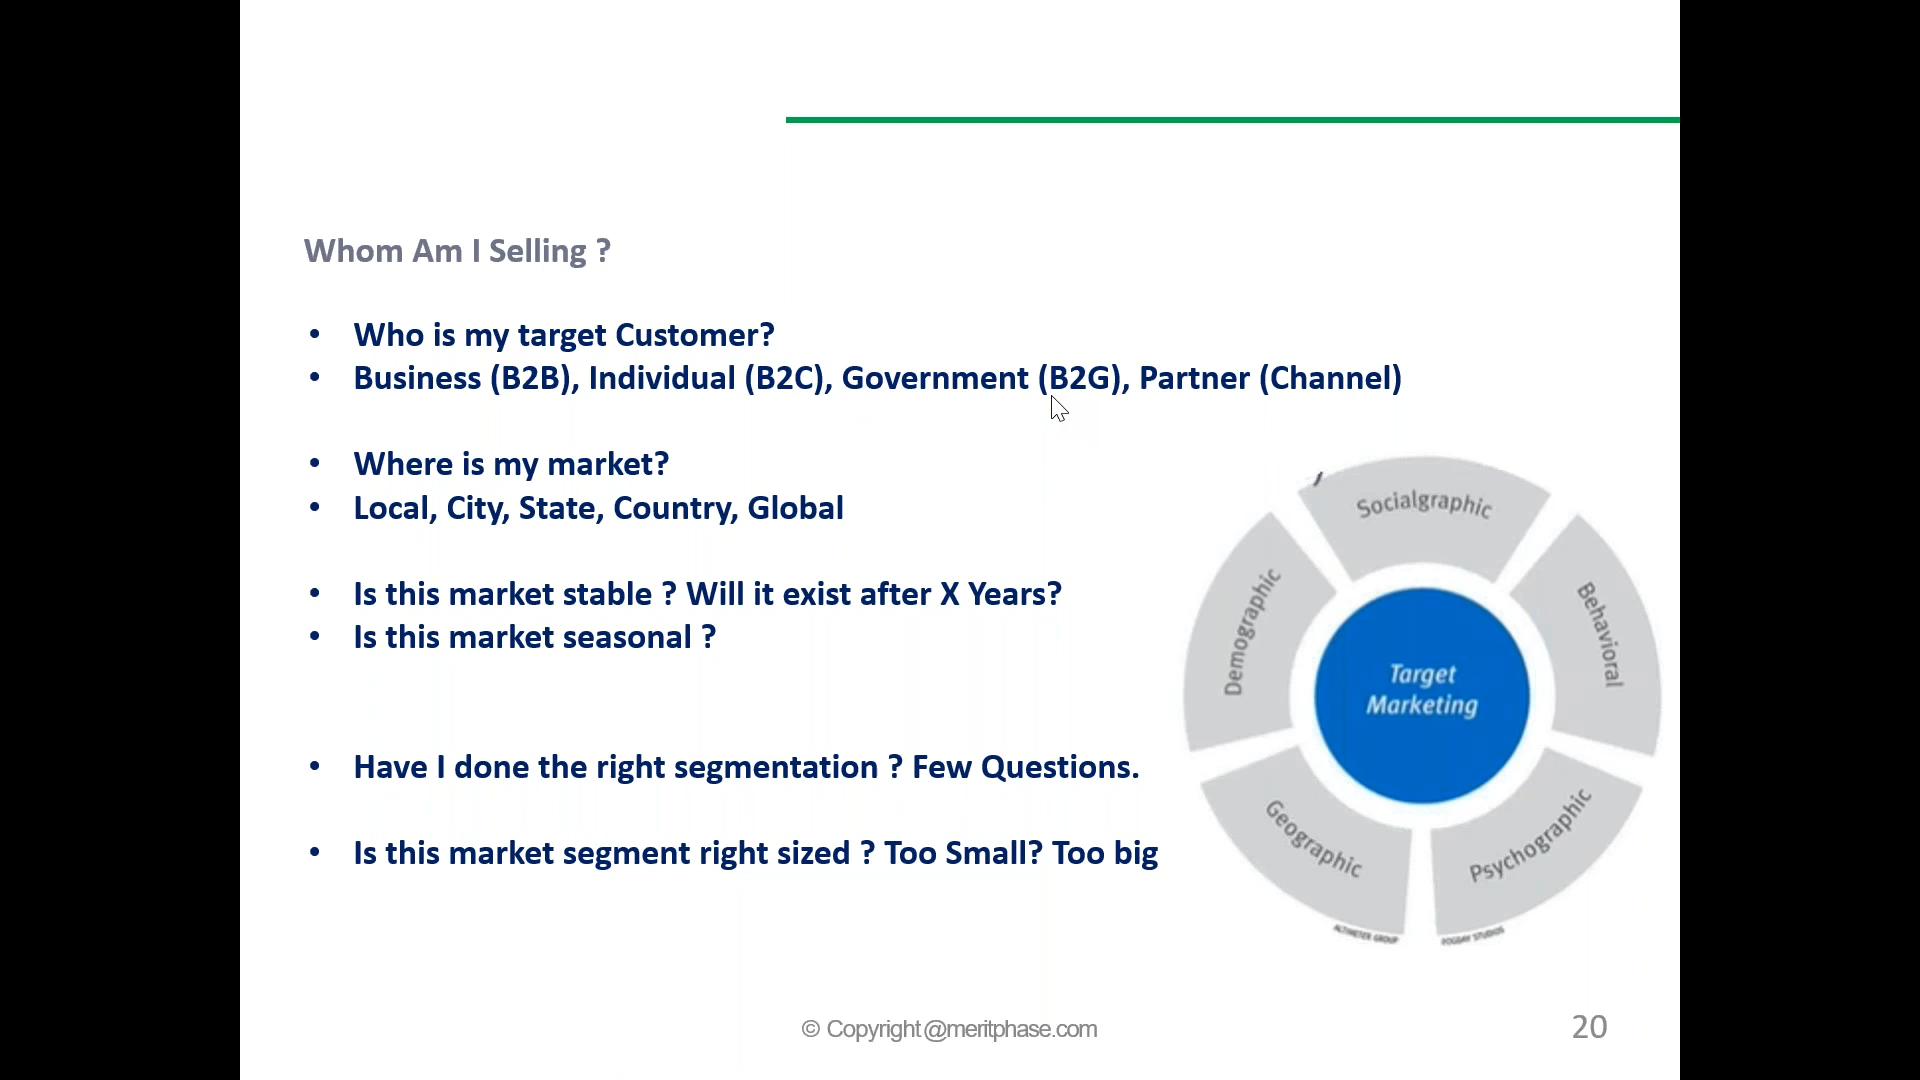 Whom Am I Selling ?
• Who is my target Customer?
• Business (B2B), Individual (B2C), Government (B2G), Partner (Channel)
• Where is my market?
• Local, City, State, Country, Global
• Is this market stable ? Will it exist after X Years?
• Is this market seasonal ?
• Have I done the right segmentation ? Few Questions.
• Is this market segment right sized ? Too Small? Too big
Socialgraphic
Demographic
Behavioral
Target
Marketing
Geographic
Psychographic
ALTIMETER GROUP
© Copyright@meritphase.com
20